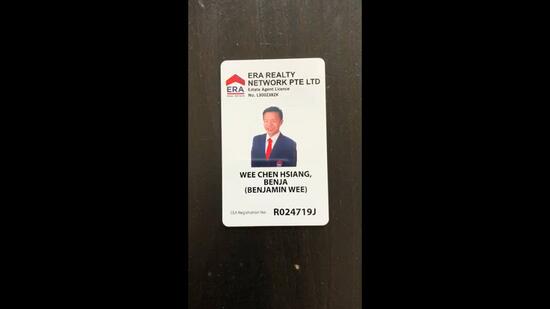 ERA REALTY
NETWORK PTE LTD
Estate Agent Licence
No. L3002382K
ERA
WEE CHEN HSIANG,
BENJA
(BENJAMIN WEE)
CEA Registration No: R024719J